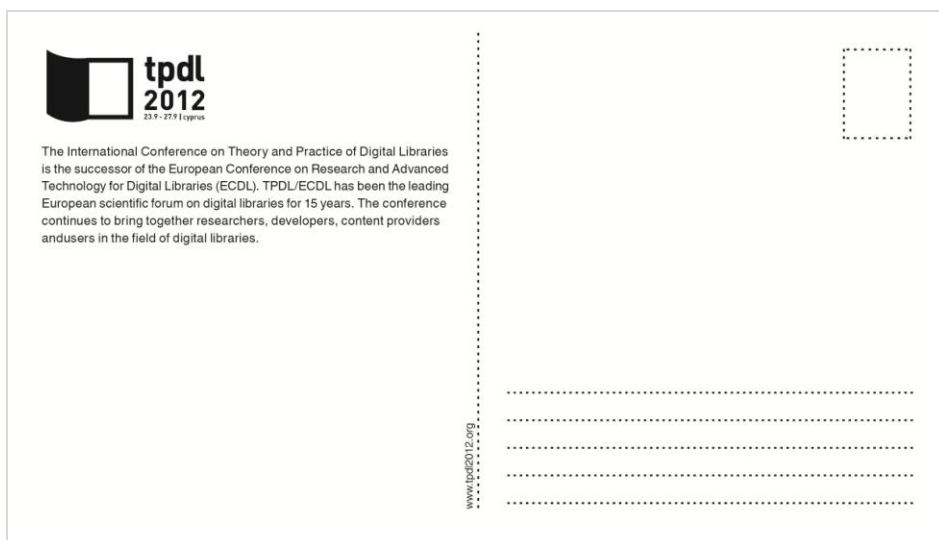 tpdl
2012
23.9 - 27.9 | cyprus
The International Conference on Theory and Practice of Digital Libraries
is the successor of the European Conference on Research and Advanced
Technology for Digital Libraries (ECDL). TPDL/ECDL has been the leading
European scientific forum on digital libraries for 15 years. The conference
continues to bring together researchers, developers, content providers
andusers in the field of digital libraries.
www.tpdl2012.org